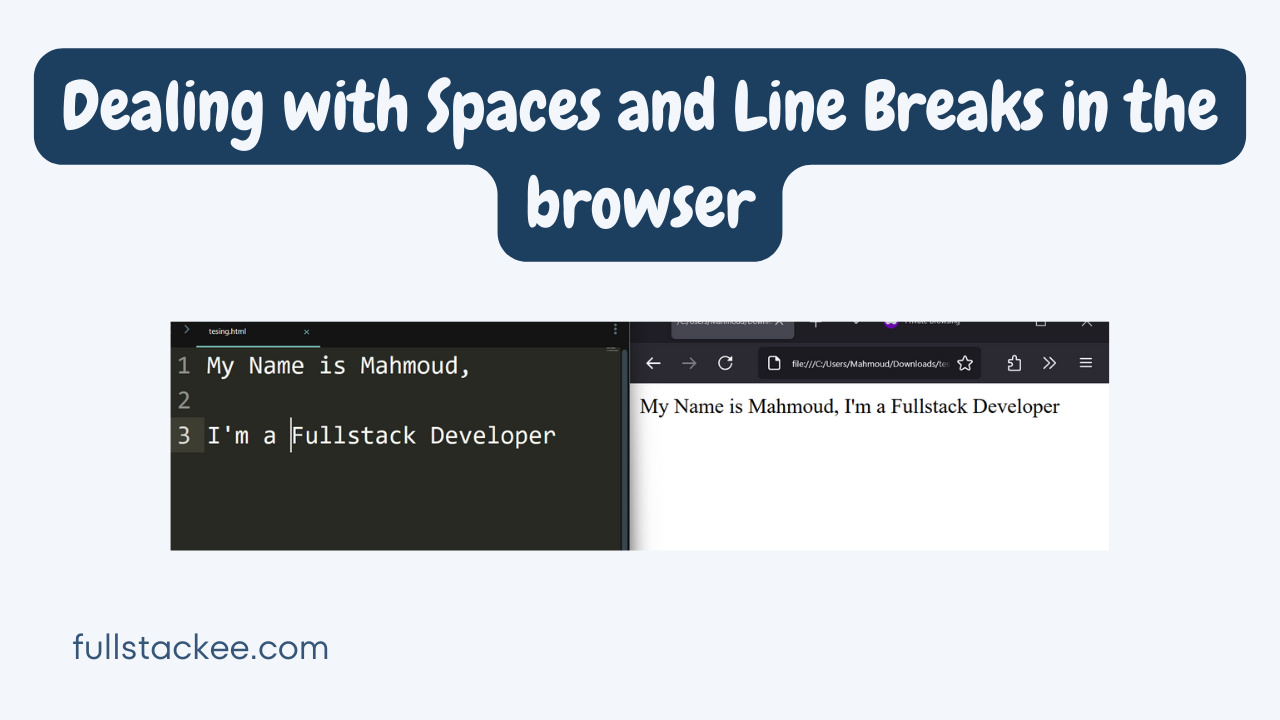 Dealing with Spaces and Line Breaks in the
browser
tesing.html
1 My Name is Mahmoud,
2
3 I'm a Fullstack Developer
file:///C:/Users/Mahmoud/Downloads/te
My Name is Mahmoud, I'm a Fullstack Developer
fullstackee.com